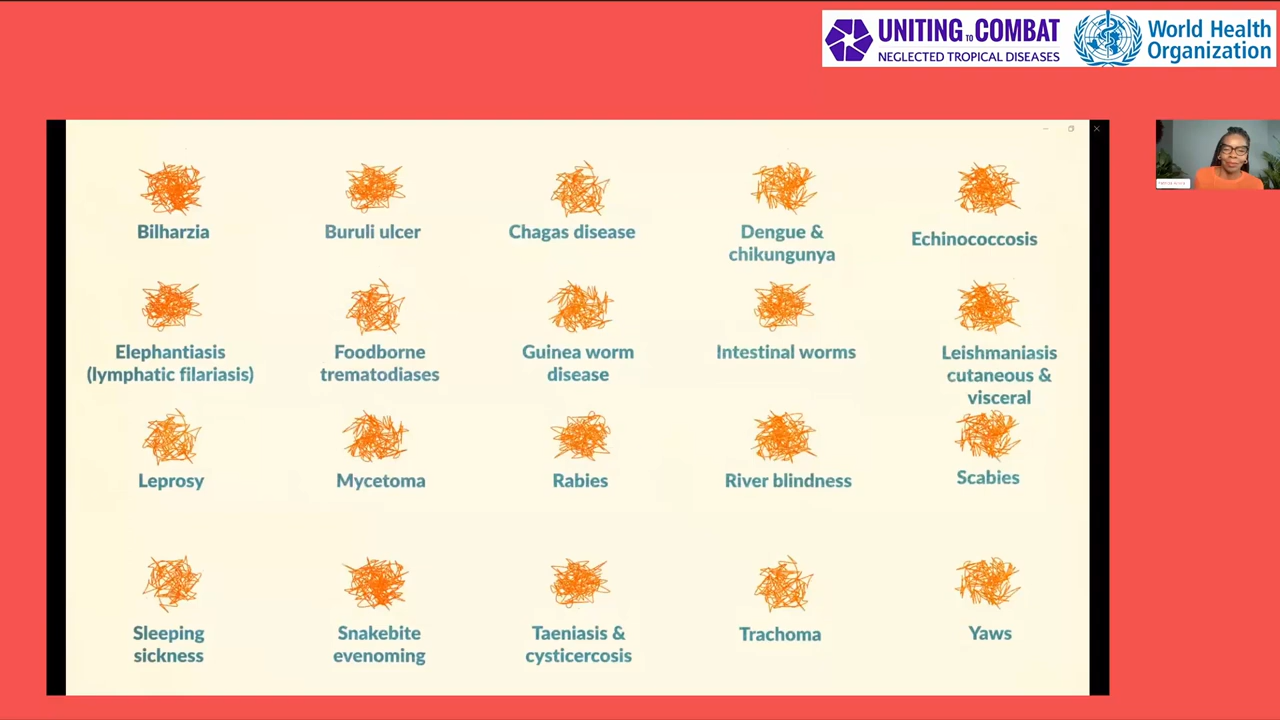 UNITING TO COMBAT
NEGLECTED TROPICAL DISEASES
World Health
Organization
Bilharzia
Buruli ulcer
Chagas disease
Dengue &
chikungunya
Echinococcosis
Elephantiasis
(lymphatic filariasis)
Foodborne
trematodiases
Guinea worm
disease
Intestinal worms
Leishmaniasis
cutaneous &
visceral
Leprosy
Mycetoma
Rabies
River blindness
Scabies
Sleeping
sickness
Snakebite
evenoming
Taeniasis &
cysticercosis
Trachoma
Yaws